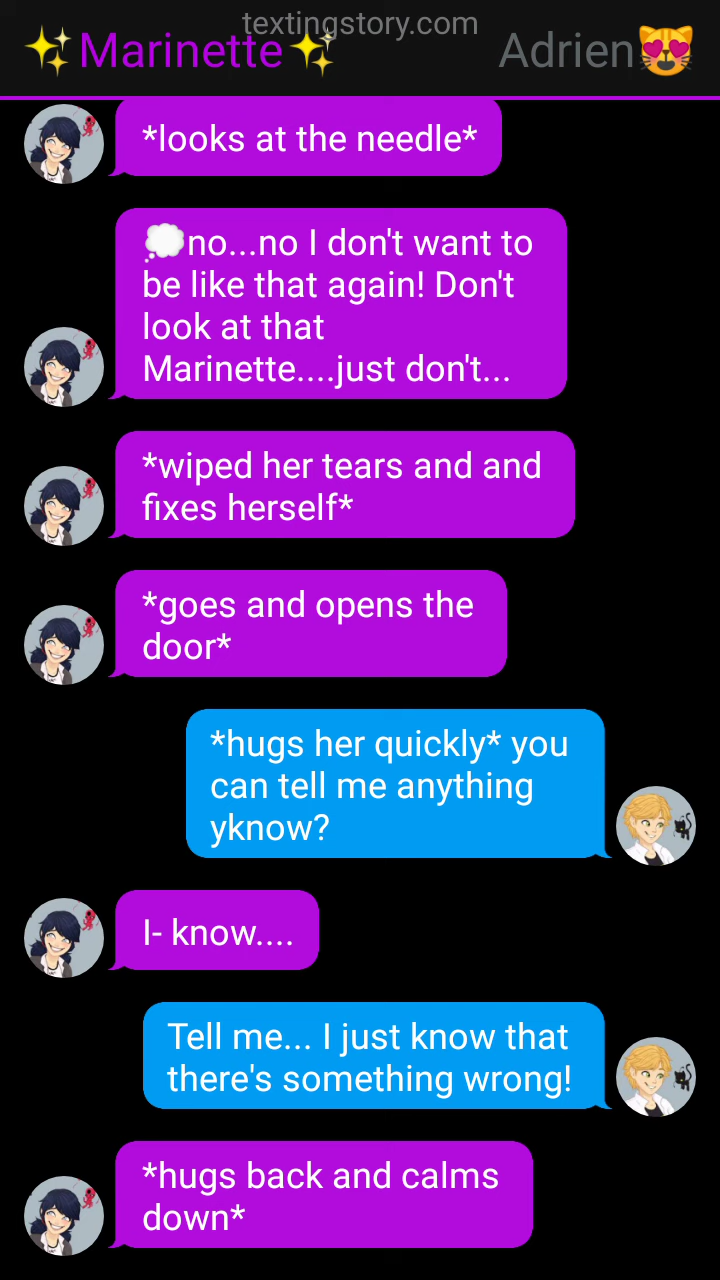 textingstory.com
✨Marinette✨ Adrien😻
*looks at the needle*
💭no...no I don't want to
be like that again! Don't
look at that
Marinette....just don't...
*wiped her tears and and
fixes herself*
*goes and opens the
door*
*hugs her quickly* you
can tell me anything
yknow?
I- know....
Tell me... I just know that
there's something wrong!
*hugs back and calms
down*